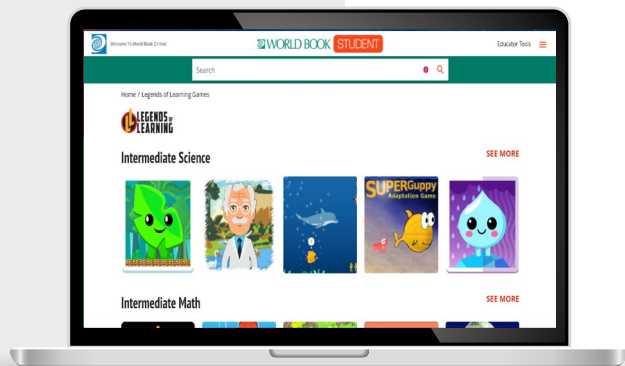 Welcome To World Book Online!
WORLD BOOK STUDENT
Educator Tools
Search
Home / Legends of Learning Games
LEGENDS OF
LEARNING
Intermediate Science
SEE MORE
SUPERGuppy
Adaptation Game
Intermediate Math
SEE MORE